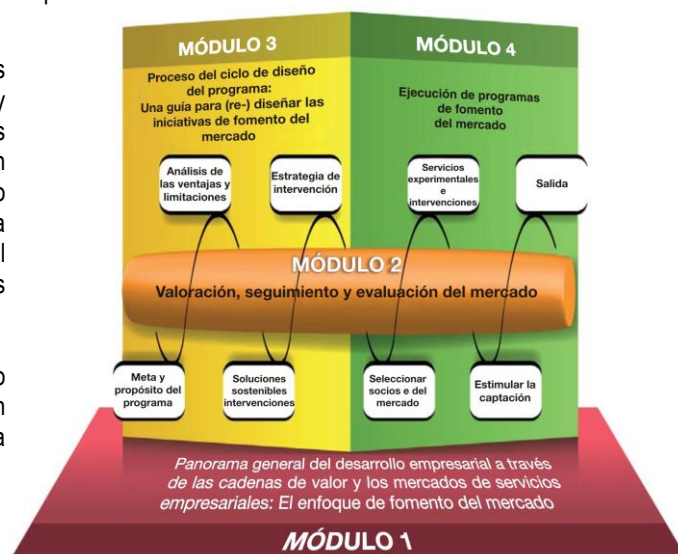 MÓDULO 3
Proceso del ciclo de diseño
del programa:
Una guía para (re-) diseñar las
iniciativas de fomento del
mercado
Análisis de
las ventajas y
limitaciones
Estrategia de
intervención
MÓDULO 4
Ejecución de programas
de fomento
del mercado
Servicios
experimentales
e
intervenciones
Salida
MÓDULO 2
Valoración, seguimiento y evaluación del mercado
Meta y
propósito del
programa
Soluciones
sostenibles
intervenciones
Seleccionar
socios e del
mercado
Estimular la
captación
Panorama general del desarrollo empresarial a través
de las cadenas de valor y los mercados de servicios
empresariales: El enfoque de fomento del mercado
MÓDULO 1